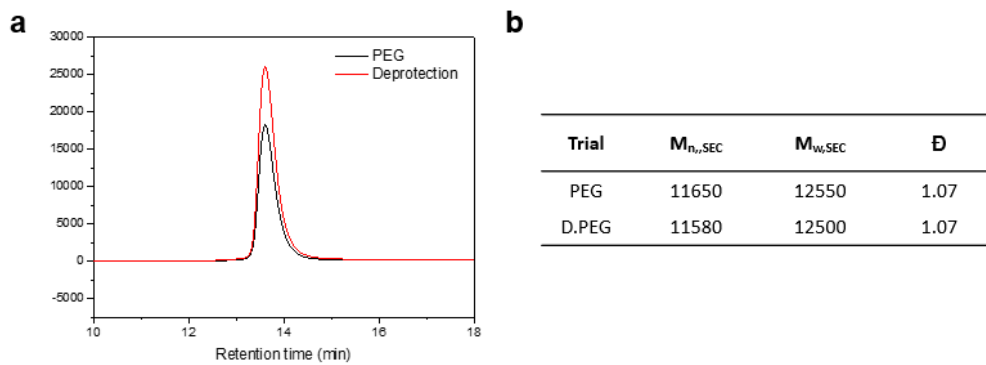 a
30000
25000
20000
15000
10000
5000
0
-5000
10 12 14 16 18
Retention time (min)
PEG
Deprotection
b
Trial Mn,,SEC Mw,SEC Đ
PEG 11650 12550 1.07
D.PEG 11580 12500 1.07